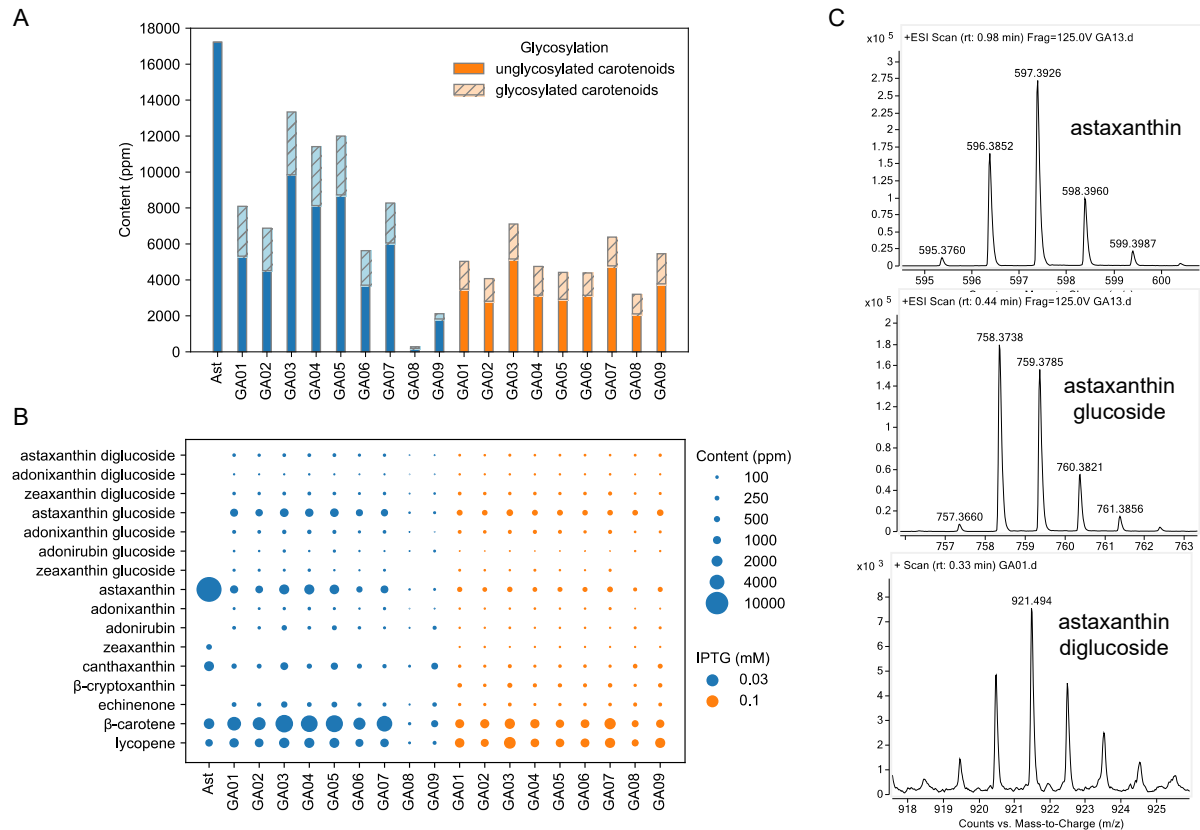 A
18000
16000
14000
12000
10000
8000
6000
4000
2000
0
Content (ppm)
Glycosylation
unglycosylated carotenoids
glycosylated carotenoids
Ast GA01 GA02 GA03 GA04 GA05 GA06 GA07 GA08 GA09 GA01 GA02 GA03 GA04 GA05 GA06 GA07 GA08 GA09
B
astaxanthin diglucoside
adonixanthin diglucoside
zeaxanthin diglucoside
astaxanthin glucoside
adonixanthin glucoside
adonirubin glucoside
zeaxanthin glucoside
astaxanthin
adonixanthin
adonirubin
zeaxanthin
canthaxanthin
β-cryptoxanthin
echinenone
β-carotene
lycopene
Ast GA01 GA02 GA03 GA04 GA05 GA06 GA07 GA08 GA09 GA01 GA02 GA03 GA04 GA05 GA06 GA07 GA08 GA09
Content (ppm)
100
250
500
1000
2000
4000
10000
IPTG (mM)
0.03
0.1
C
x10 5
+ESI Scan (rt: 0.98 min) Frag=125.0V GA13.d
3
2.75
2.5
2.25
2
1.75
1.5
1.25
1
0.75
0.5
0.25
0
597.3926
596.3852
598.3960
595.3760
599.3987
astaxanthin
595 596 597 598 599 600
x10 5
+ESI Scan (rt: 0.44 min) Frag=125.0V GA13.d
2
1.8
1.6
1.4
1.2
1
0.8
0.6
0.4
0.2
0
758.3738
759.3785
760.3821
761.3856
757.3660
astaxanthin
glucoside
757 758 759 760 761 762 763
x10 3
+ Scan (rt: 0.33 min) GA01.d
8
7
6
5
4
3
2
1
0
921.494
astaxanthin
diglucoside
918 919 920 921 922 923 924 925
Counts vs. Mass-to-Charge (m/z)